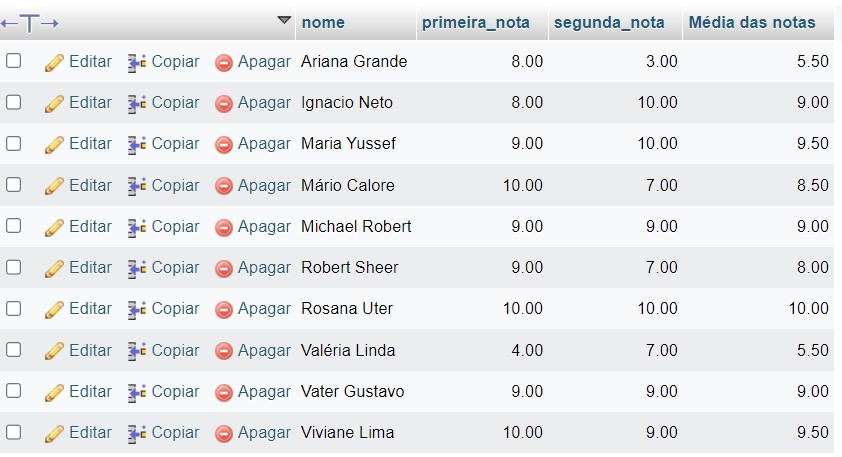 nome primeira_nota segunda_nota Média das notas
Editar Copiar Apagar Ariana Grande 8.00 3.00 5.50
Editar Copiar Apagar Ignacio Neto 8.00 10.00 9.00
Editar Copiar Apagar Maria Yussef 9.00 10.00 9.50
Editar Copiar Apagar Mário Calore 10.00 7.00 8.50
Editar Copiar Apagar Michael Robert 9.00 9.00 9.00
Editar Copiar Apagar Robert Sheer 9.00 7.00 8.00
Editar Copiar Apagar Rosana Uter 10.00 10.00 10.00
Editar Copiar Apagar Valéria Linda 4.00 7.00 5.50
Editar Copiar Apagar Vater Gustavo 9.00 9.00 9.00
Editar Copiar Apagar Viviane Lima 10.00 9.00 9.50